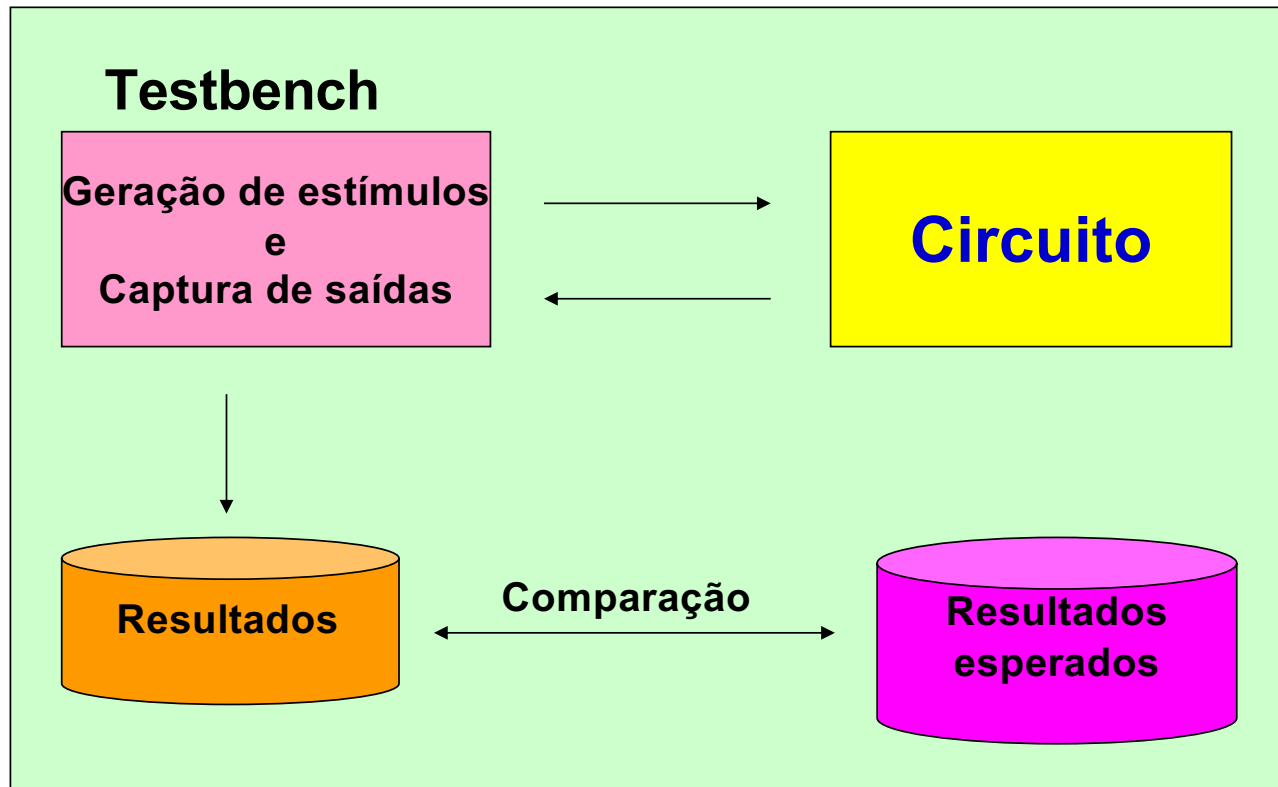 Testbench
Geração de estímulos
e
Captura de saídas
Circuito
Resultados
Comparação
Resultados
esperados